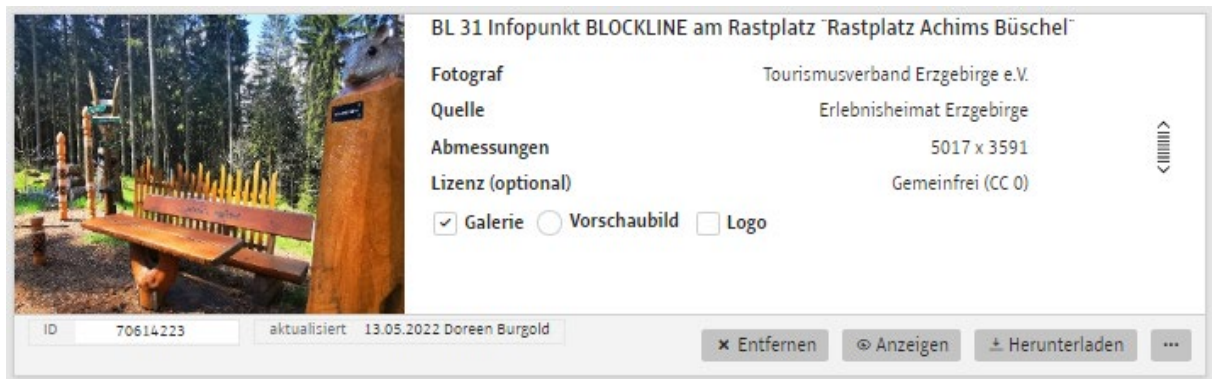 BL 31 Infopunkt BLOCKLINE am Rastplatz ¨Rastplatz Achims Büschel¨
Fotograf Tourismusverband Erzgebirge e.V.
Quelle Erlebnisheimat Erzgebirge
Abmessungen 5017 x 3591
Lizenz (optional) Gemeinfrei (CC 0)
Galerie Vorschaubild Logo
ID 70614223 aktualisiert 13.05.2022 Doreen Burgold
Entfernen Anzeigen Herunterladen ...